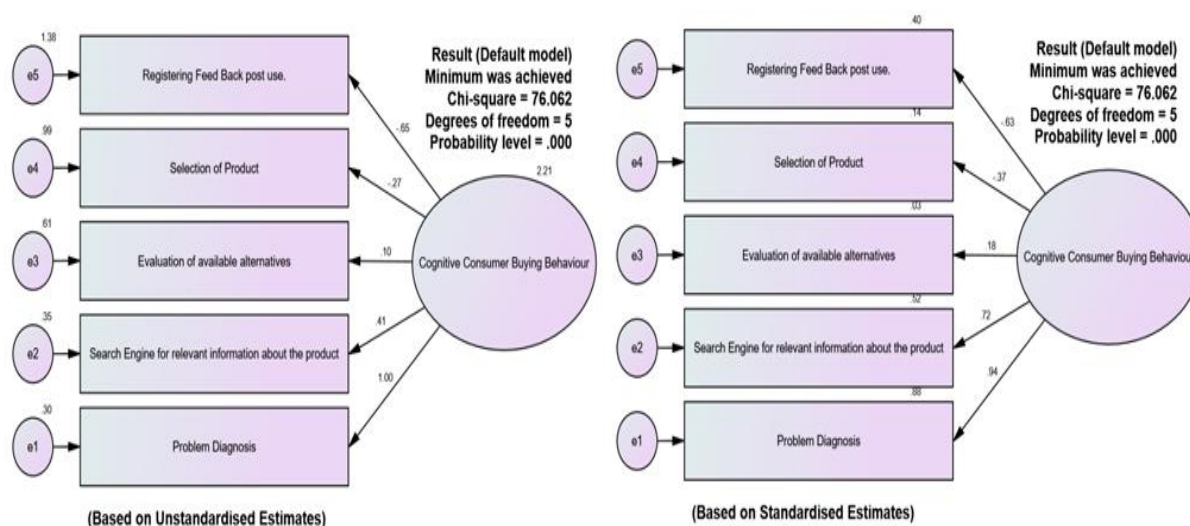 1.38
e5
Registering Feed Back post use.
Result (Default model)
Minimum was achieved
Chi-square = 76.062
Degrees of freedom = 5
Probability level = .000
-.65
.99
e4
Selection of Product
-.27
2.21
.61
e3
Evaluation of available alternatives
.10
Cognitive Consumer Buying Behaviour
.35
e2
Search Engine for relevant information about the product
.41
.30
e1
Problem Diagnosis
1.00
(Based on Unstandardised Estimates)
.40
e5
Registering Feed Back post use.
Result (Default model)
Minimum was achieved
Chi-square = 76.062
Degrees of freedom = 5
Probability level = .000
-.63
.14
e4
Selection of Product
-.37
.03
e3
Evaluation of available alternatives
.18
Cognitive Consumer Buying Behaviour
.52
e2
Search Engine for relevant information about the product
.72
.88
e1
Problem Diagnosis
.94
(Based on Standardised Estimates)